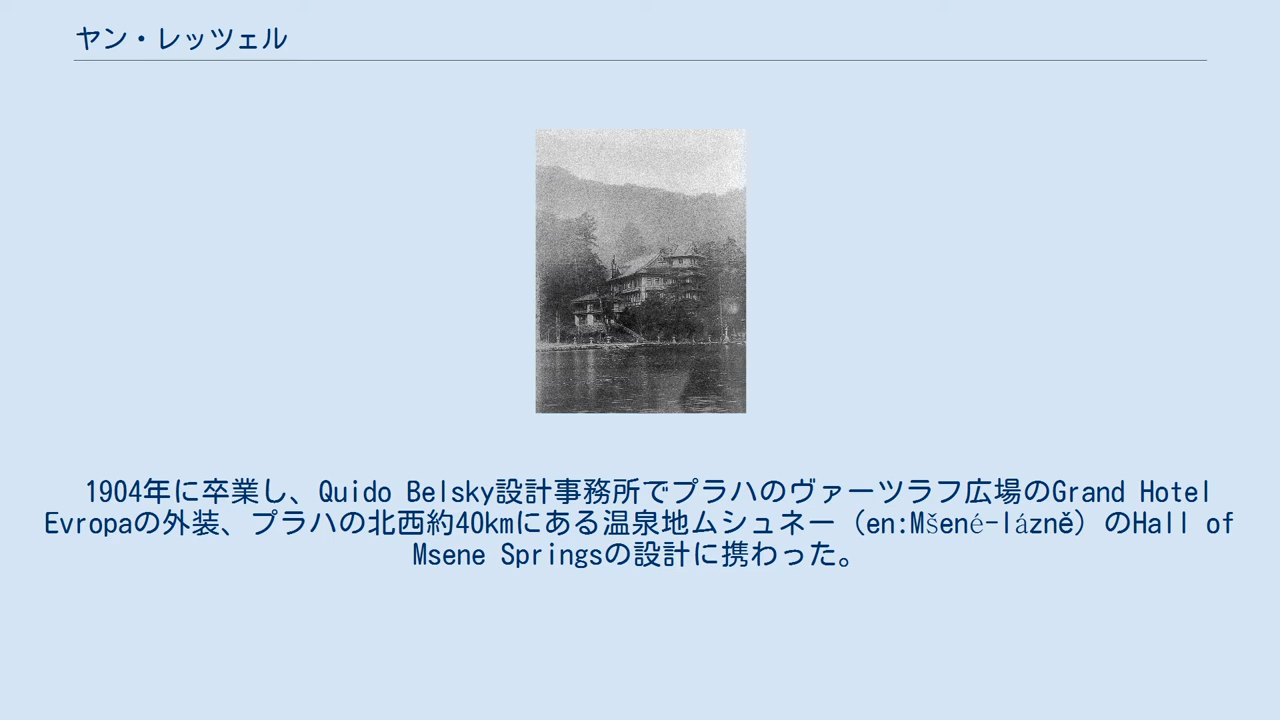 ヤン・レッツェル
1904年に卒業し、Quido Belsky設計事務所でプラハのヴァーツラフ広場のGrand Hotel
Evropaの外装、プラハの北西約40kmにある温泉地ムシュネー（en:Mšené-lázně）のHall of
Msene Springsの設計に携わった。